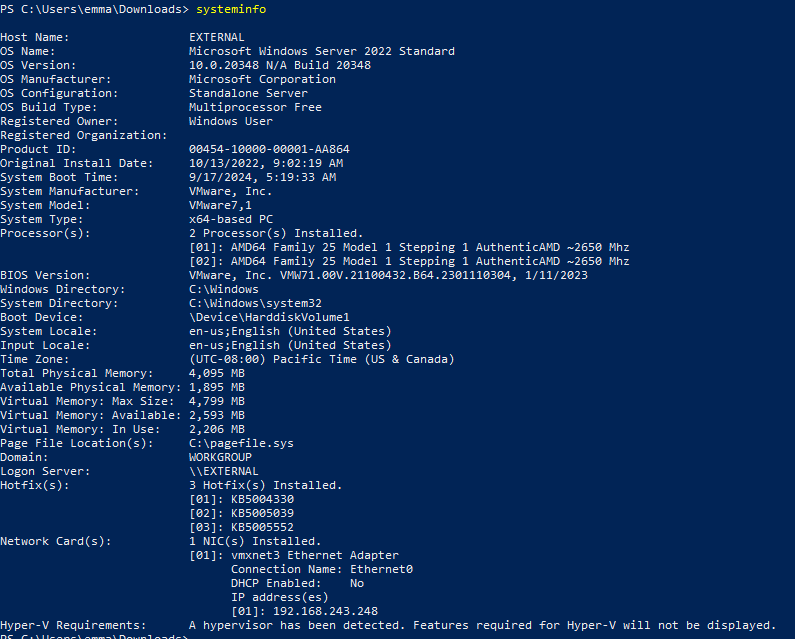 PS C:\Users\emma\Downloads> systeminfo
Host Name: EXTERNAL
OS Name: Microsoft Windows Server 2022 Standard
OS Version: 10.0.20348 N/A Build 20348
OS Manufacturer: Microsoft Corporation
OS Configuration: Standalone Server
OS Build Type: Multiprocessor Free
Registered Owner: Windows User
Registered Organization:
Product ID: 00454-10000-00001-AA864
Original Install Date: 10/13/2022, 9:02:19 AM
System Boot Time: 9/17/2024, 5:19:33 AM
System Manufacturer: VMware, Inc.
System Model: VMware7,1
System Type: x64-based PC
Processor(s): 2 Processor(s) Installed.
[01]: AMD64 Family 25 Model 1 Stepping 1 AuthenticAMD ~2650 Mhz
[02]: AMD64 Family 25 Model 1 Stepping 1 AuthenticAMD ~2650 Mhz
BIOS Version: VMware, Inc. VMW71.00V.21100432.B64.2301110304, 1/11/2023
Windows Directory: C:\Windows
System Directory: C:\Windows\system32
Boot Device: \Device\HarddiskVolume1
System Locale: en-us;English (United States)
Input Locale: en-us;English (United States)
Time Zone: (UTC-08:00) Pacific Time (US & Canada)
Total Physical Memory: 4,095 MB
Available Physical Memory: 1,895 MB
Virtual Memory: Max Size: 4,799 MB
Virtual Memory: Available: 2,593 MB
Virtual Memory: In Use: 2,206 MB
Page File Location(s): C:\pagefile.sys
Domain: WORKGROUP
Logon Server: \\EXTERNAL
Hotfix(s): 3 Hotfix(s) Installed.
[01]: KB5004330
[02]: KB5005039
[03]: KB5005552
Network Card(s): 1 NIC(s) Installed.
[01]: vmxnet3 Ethernet Adapter
Connection Name: Ethernet0
DHCP Enabled: No
IP address(es)
[01]: 192.168.243.248
Hyper-V Requirements: A hypervisor has been detected. Features required for Hyper-V will not be displayed.
PS C:\Users\emma\Downloads>